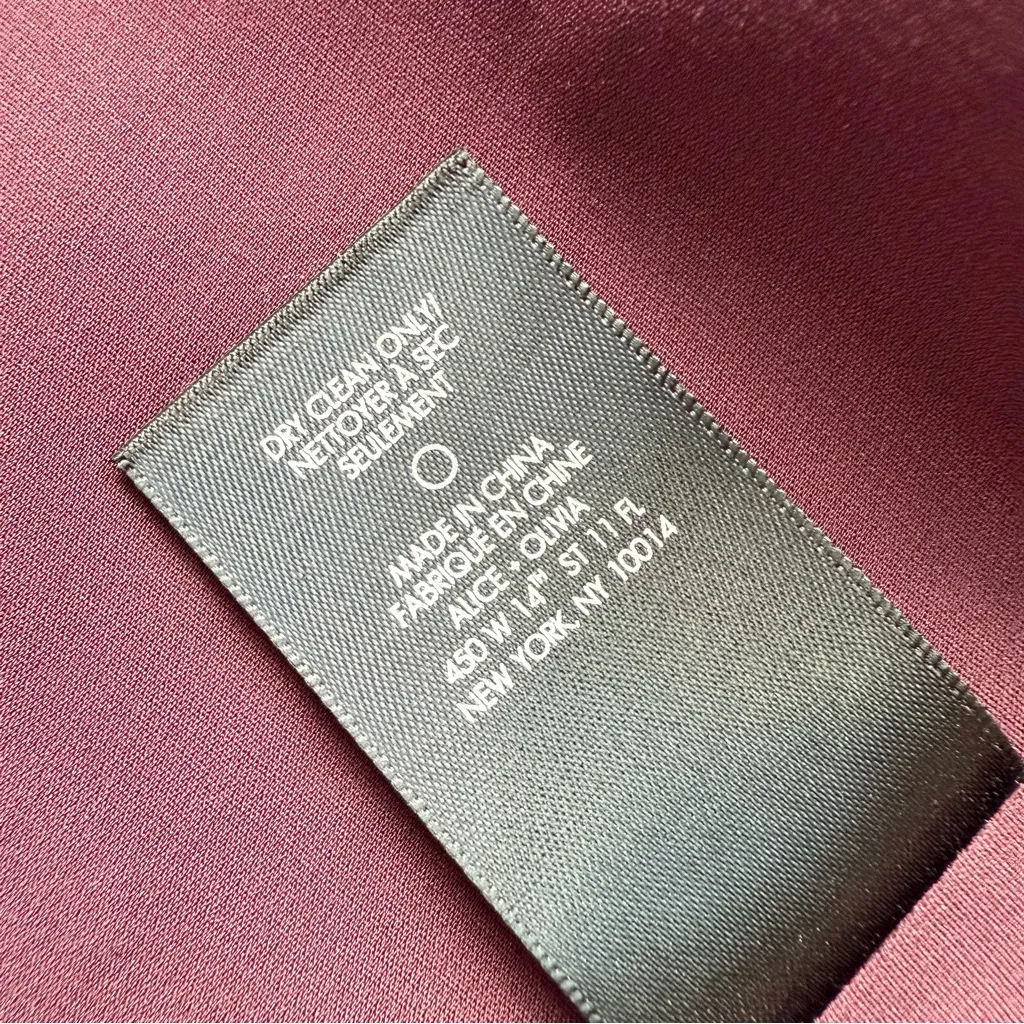 DRY CLEAN ONLY/
NETTOYER À SEC
SEULEMENT
MADE IN CHINA
FABRIQUÉ EN CHINE
ALICE + OLIVIA
450 W 14TH ST 11 FL
NEW YORK, NY 10014